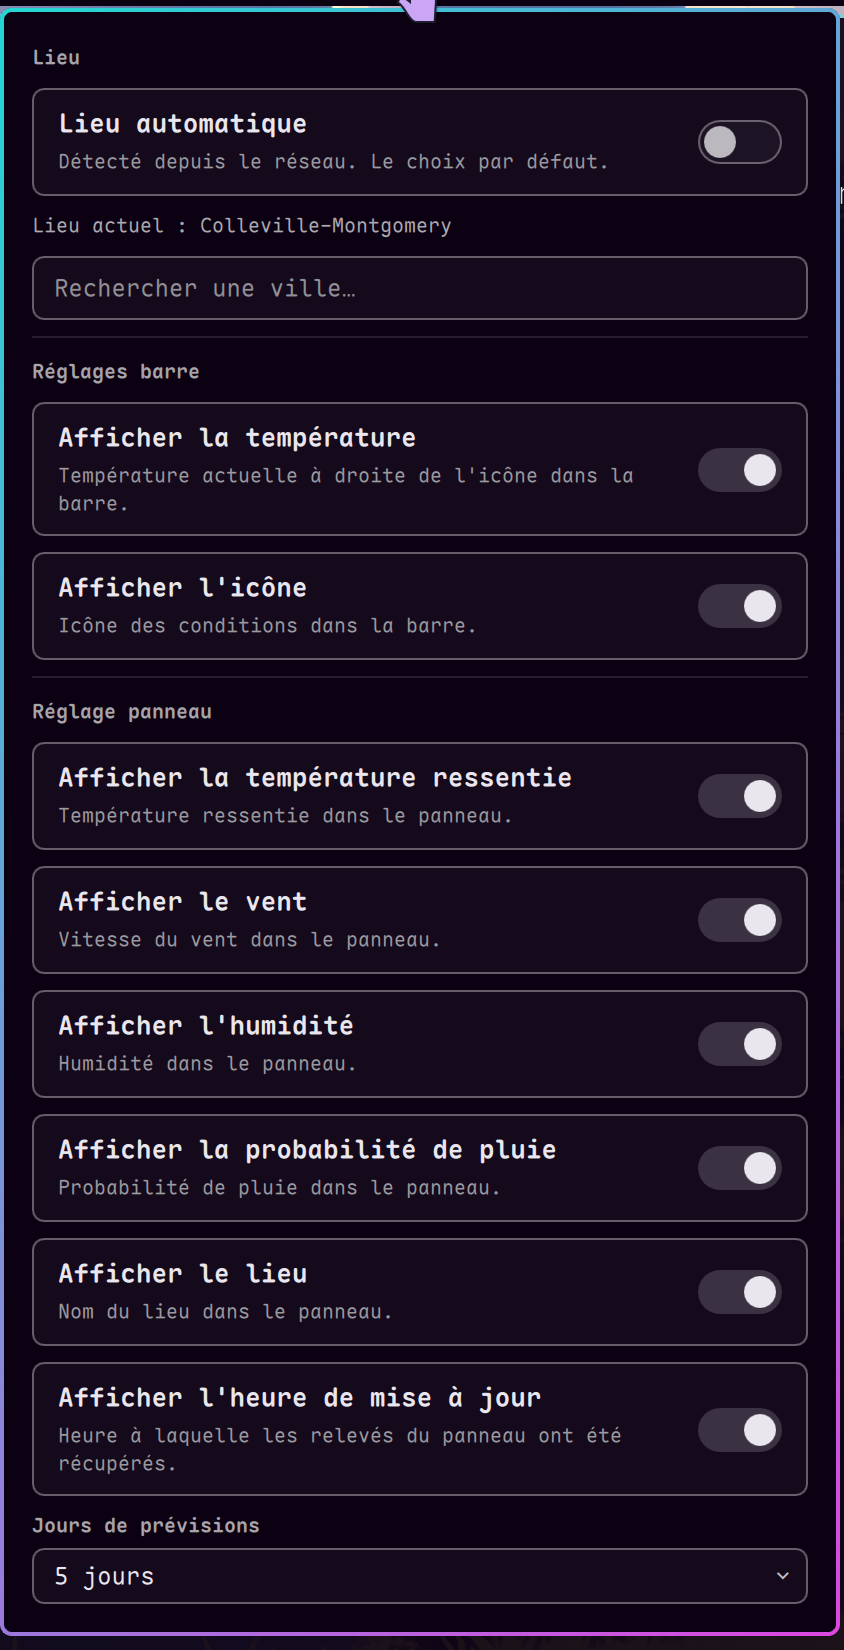 Lieu
Lieu automatique
Détecté depuis le réseau. Le choix par défaut.
Lieu actuel : Colleville-Montgomery
Rechercher une ville…
Réglages barre
Afficher la température
Température actuelle à droite de l'icône dans la
barre.
Afficher l'icône
Icône des conditions dans la barre.
Réglage panneau
Afficher la température ressentie
Température ressentie dans le panneau.
Afficher le vent
Vitesse du vent dans le panneau.
Afficher l'humidité
Humidité dans le panneau.
Afficher la probabilité de pluie
Probabilité de pluie dans le panneau.
Afficher le lieu
Nom du lieu dans le panneau.
Afficher l'heure de mise à jour
Heure à laquelle les relevés du panneau ont été
récupérés.
Jours de prévisions
5 jours